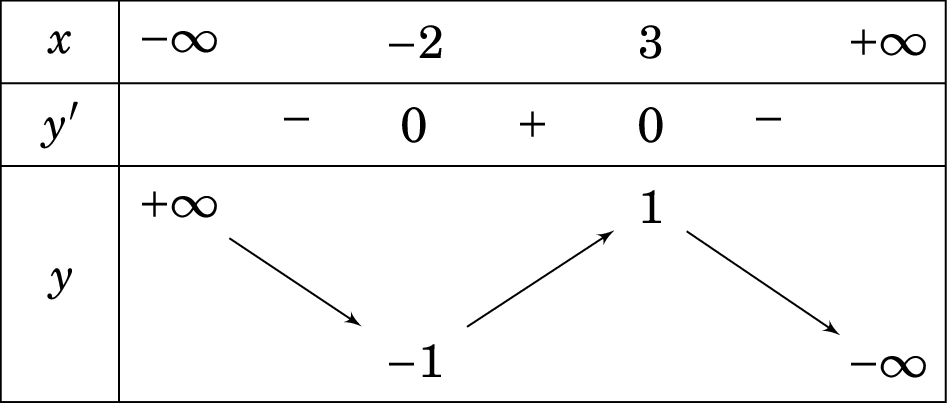 x −∞ −2 3 +∞
y′ − 0 + 0 −
+∞ 1
y
−1 −∞